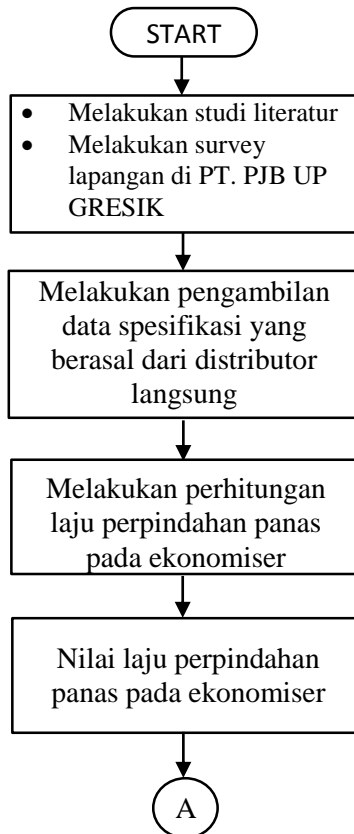 START
• Melakukan studi literatur
• Melakukan survey
lapangan di PT. PJB UP
GRESIK
Melakukan pengambilan
data spesifikasi yang
berasal dari distributor
langsung
Melakukan perhitungan
laju perpindahan panas
pada ekonomiser
Nilai laju perpindahan
panas pada ekonomiser
A